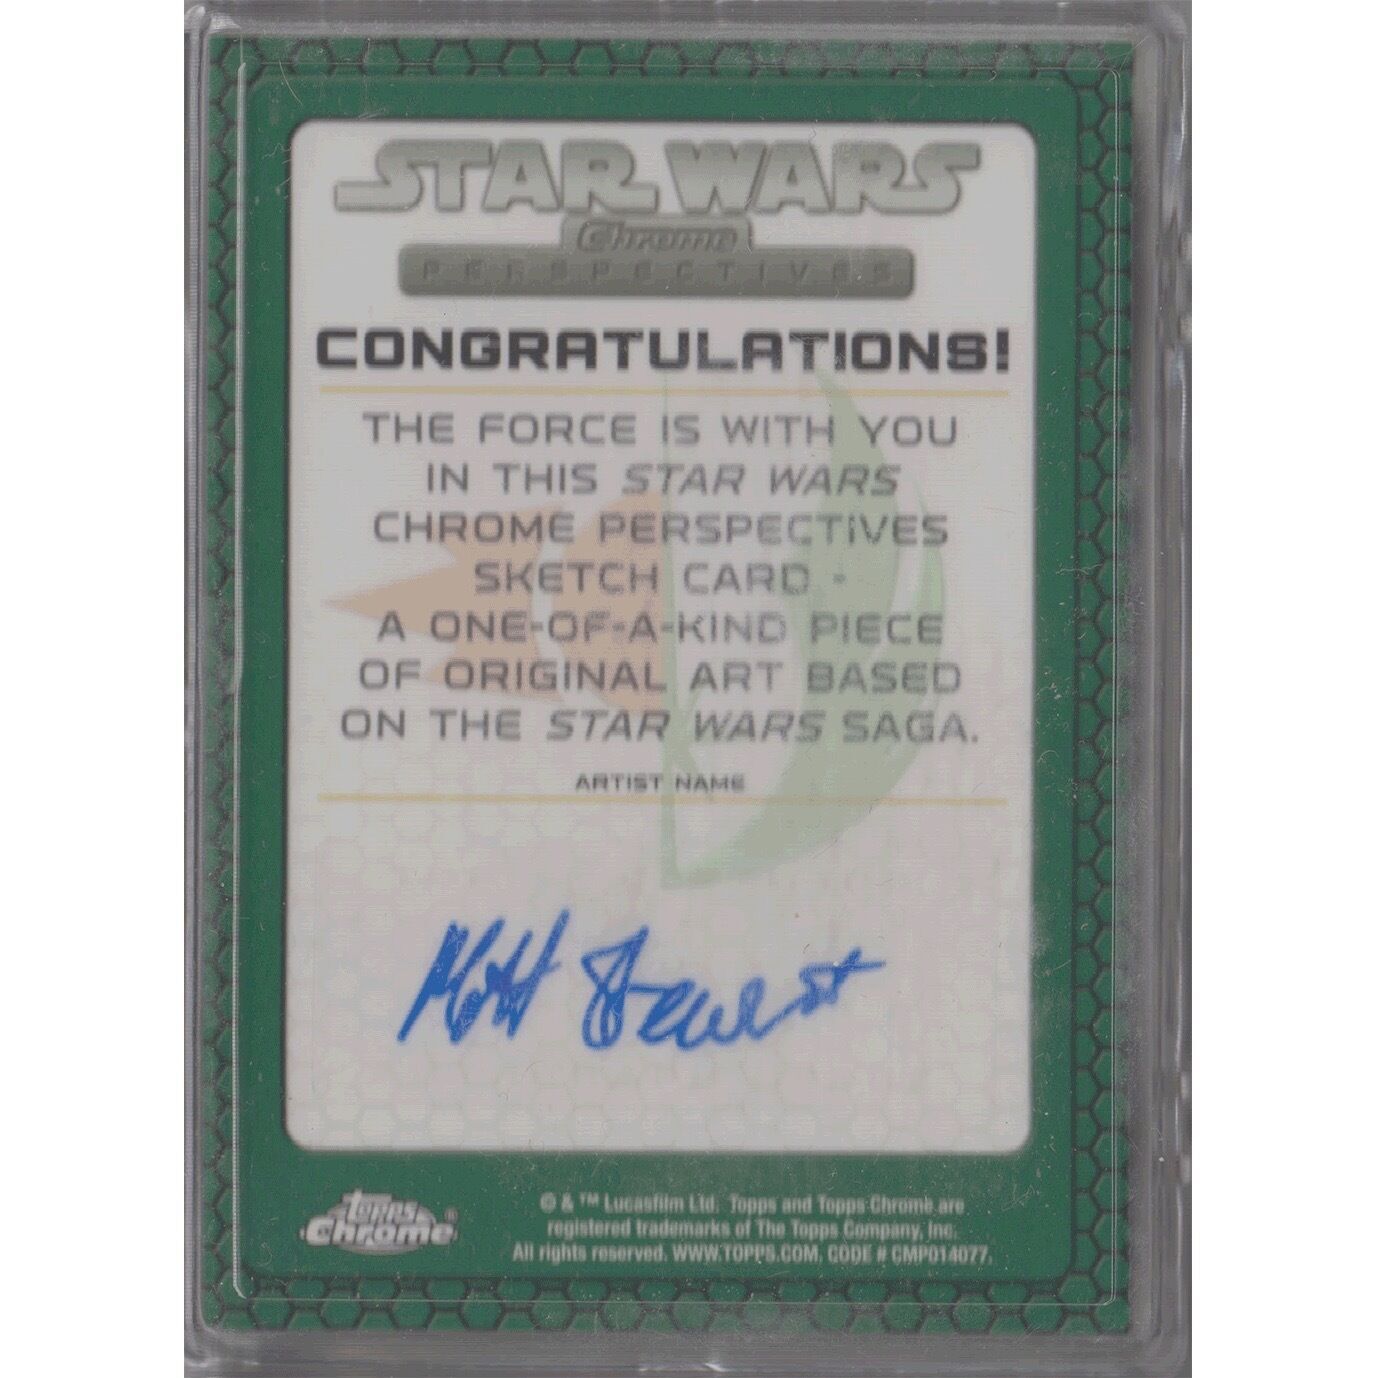 STAR WARS
Chrome
PERSPECTIVES
CONGRATULATIONS!
THE FORCE IS WITH YOU
IN THIS STAR WARS
CHROME PERSPECTIVES
SKETCH CARD -
A ONE-OF-A-KIND PIECE
OF ORIGINAL ART BASED
ON THE STAR WARS SAGA.
ARTIST NAME
Matt
Topps
Chrome®
© & ™ Lucasfilm Ltd. Topps and Topps Chrome are
registered trademarks of The Topps Company, Inc.
All rights reserved. WWW.TOPPS.COM. CODE # CMP014077.